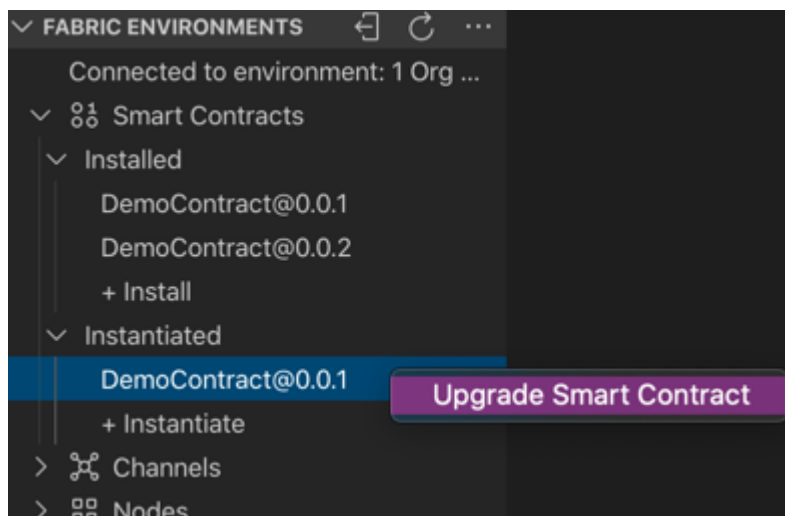 FABRIC ENVIRONMENTS
Connected to environment: 1 Org ...
Smart Contracts
Installed
DemoContract@0.0.1
DemoContract@0.0.2
+ Install
Instantiated
DemoContract@0.0.1
Upgrade Smart Contract
+ Instantiate
Channels
Nodes